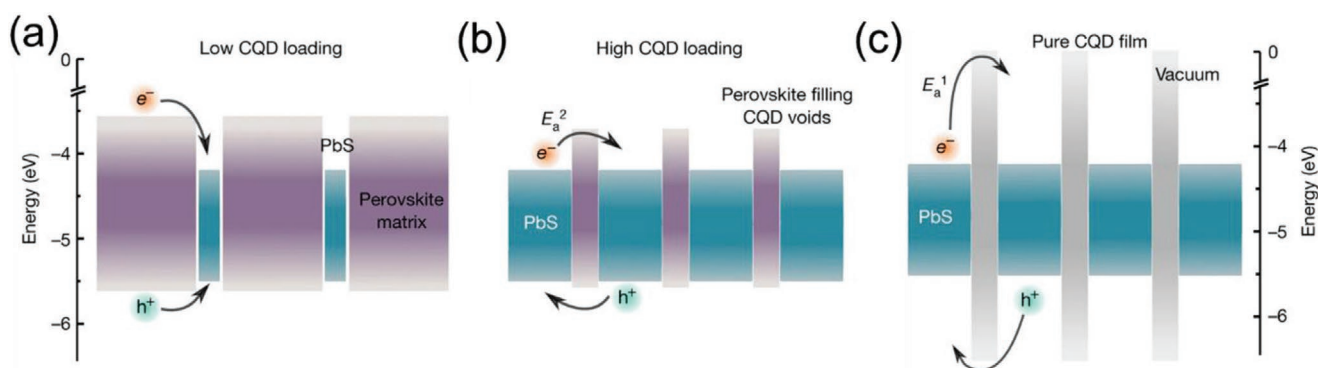 (a)
Low CQD loading
0
–4
–5
–6
Energy (eV)
e⁻
h⁺
PbS
Perovskite
matrix
(b)
High CQD loading
Eₐ²
e⁻
Perovskite filling
CQD voids
PbS
h⁺
(c)
Pure CQD film
0
Eₐ¹
e⁻
Vacuum
PbS
h⁺
0
–4
–5
–6
Energy (eV)